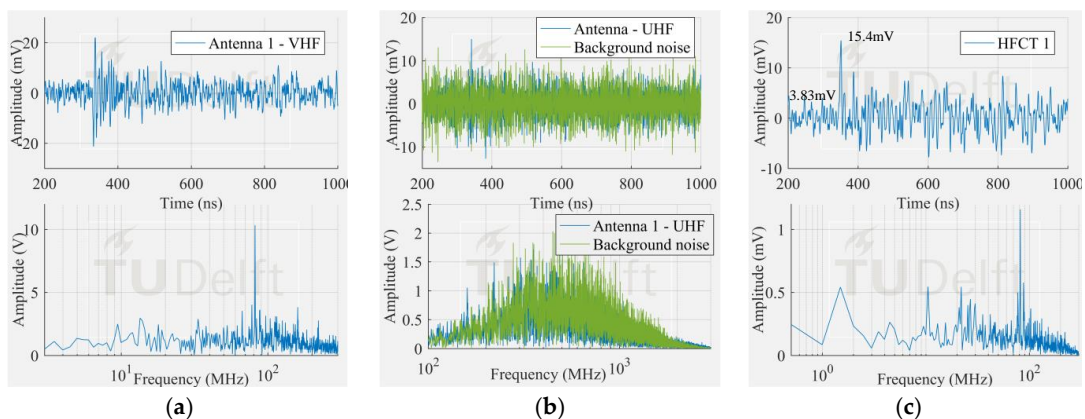 Antenna 1 - VHF
Amplitude (mV)
20
0
-20
200 400 600 800 1000
Time (ns)
TUDelft
Amplitude (V)
10
5
0
10¹ 10²
Frequency (MHz)
(a)
Antenna - UHF
Background noise
Amplitude (mV)
20
10
0
-10
200 400 600 800 1000
Time (ns)
TUDelft
Antenna 1 - UHF
Background noise
Amplitude (V)
2.5
2
1.5
1
0.5
0
10² 10³
Frequency (MHz)
(b)
15.4mV
HFCT 1
3.83mV
Amplitude (mV)
20
10
0
-10
200 400 600 800 1000
Time (ns)
TUDelft
Amplitude (mV)
1
0.5
0
10⁰ 10²
Frequency (MHz)
(c)